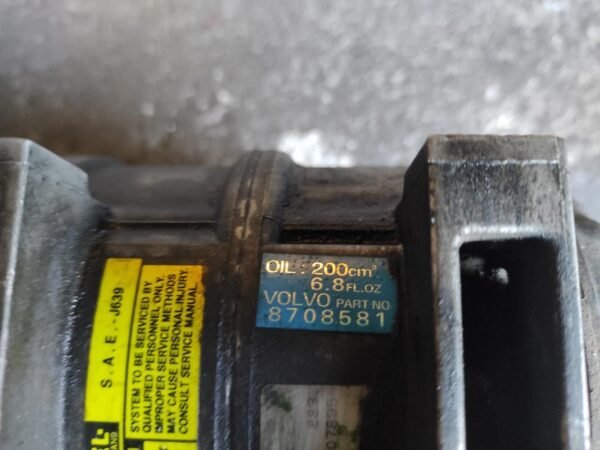 OIL : 200cm³
6.8FL.OZ
VOLVO PART NO
8708581
S.A.E. - J639
SYSTEM TO BE SERVICED BY
QUALIFIED PERSONNEL ONLY.
IMPROPER SERVICE METHODS
MAY CAUSE PERSONAL INJURY.
CONSULT SERVICE MANUAL.